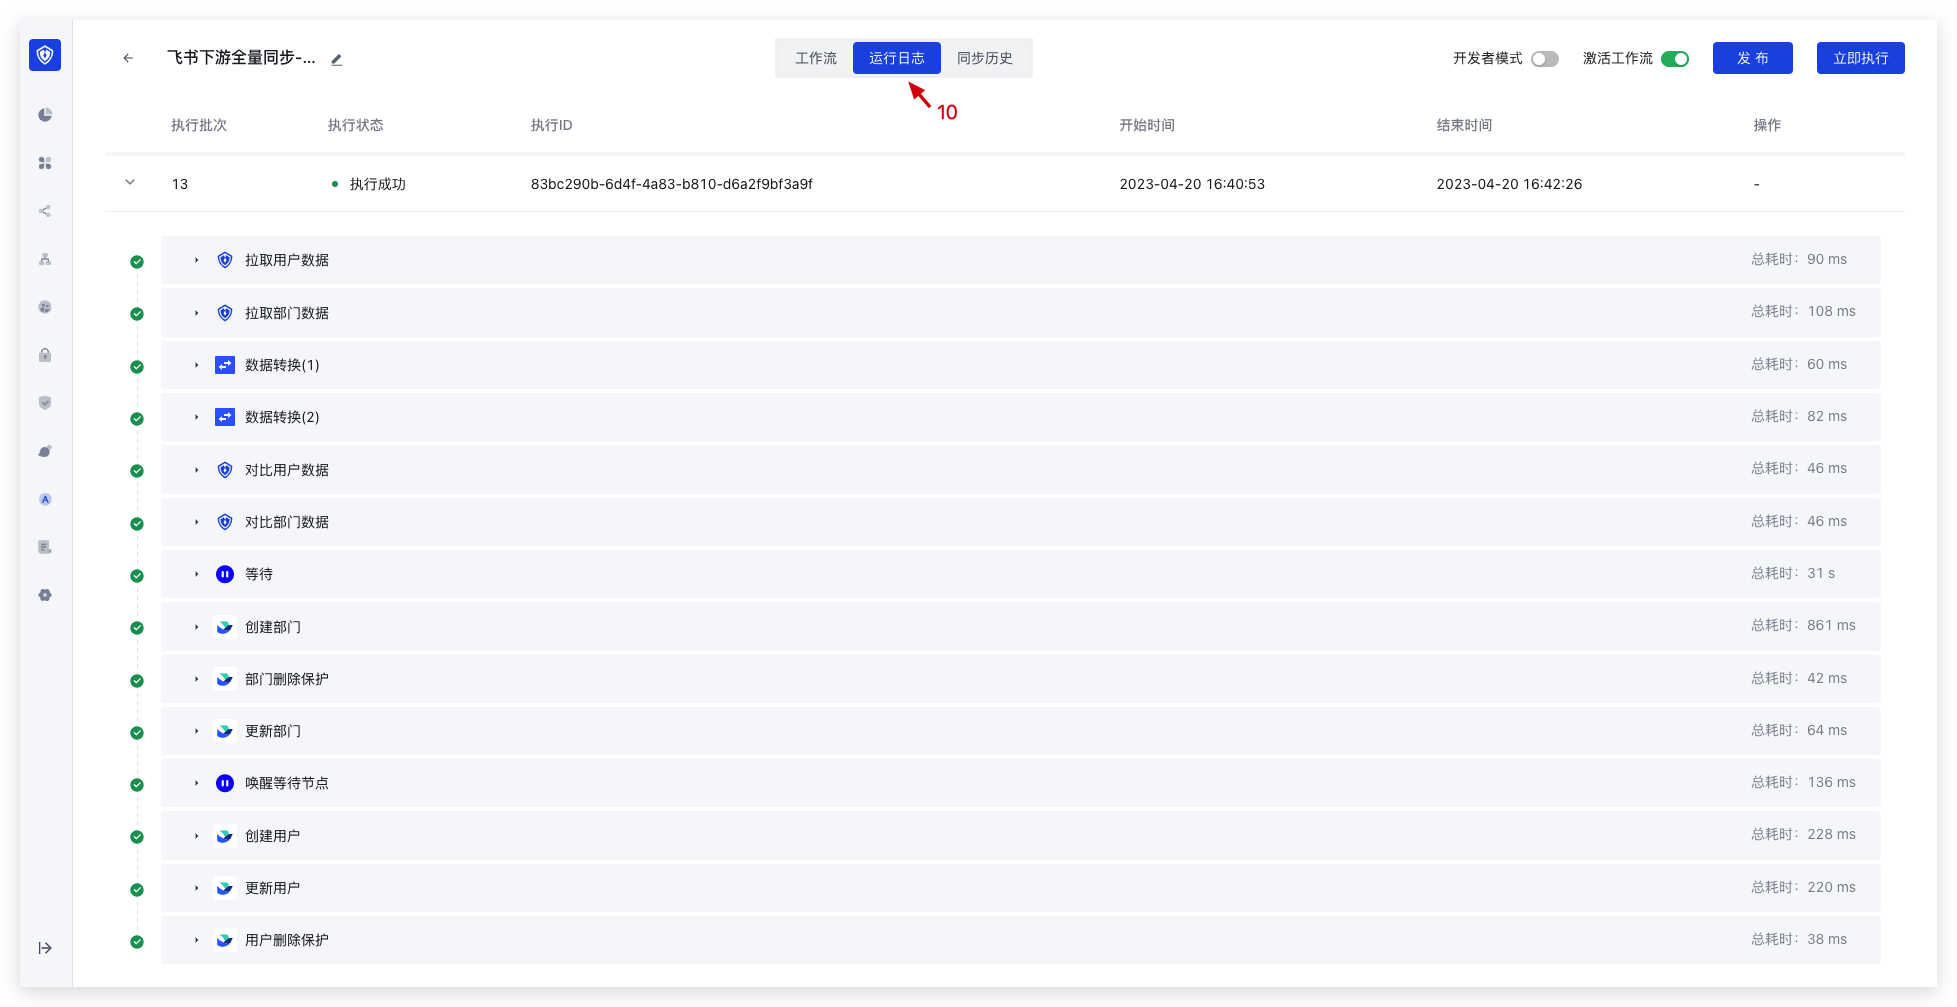 飞书下游全量同步-...
工作流 运行日志 同步历史
开发者模式 激活工作流 发 布 立即执行
10
执行批次 执行状态 执行ID 开始时间 结束时间 操作
13 执行成功 83bc290b-6d4f-4a83-b810-d6a2f9bf3a9f 2023-04-20 16:40:53 2023-04-20 16:42:26 -
拉取用户数据 总耗时：90 ms
拉取部门数据 总耗时：108 ms
数据转换(1) 总耗时：60 ms
数据转换(2) 总耗时：82 ms
对比用户数据 总耗时：46 ms
对比部门数据 总耗时：46 ms
等待 总耗时：31 s
创建部门 总耗时：861 ms
部门删除保护 总耗时：42 ms
更新部门 总耗时：64 ms
唤醒等待节点 总耗时：136 ms
创建用户 总耗时：228 ms
更新用户 总耗时：220 ms
用户删除保护 总耗时：38 ms
A